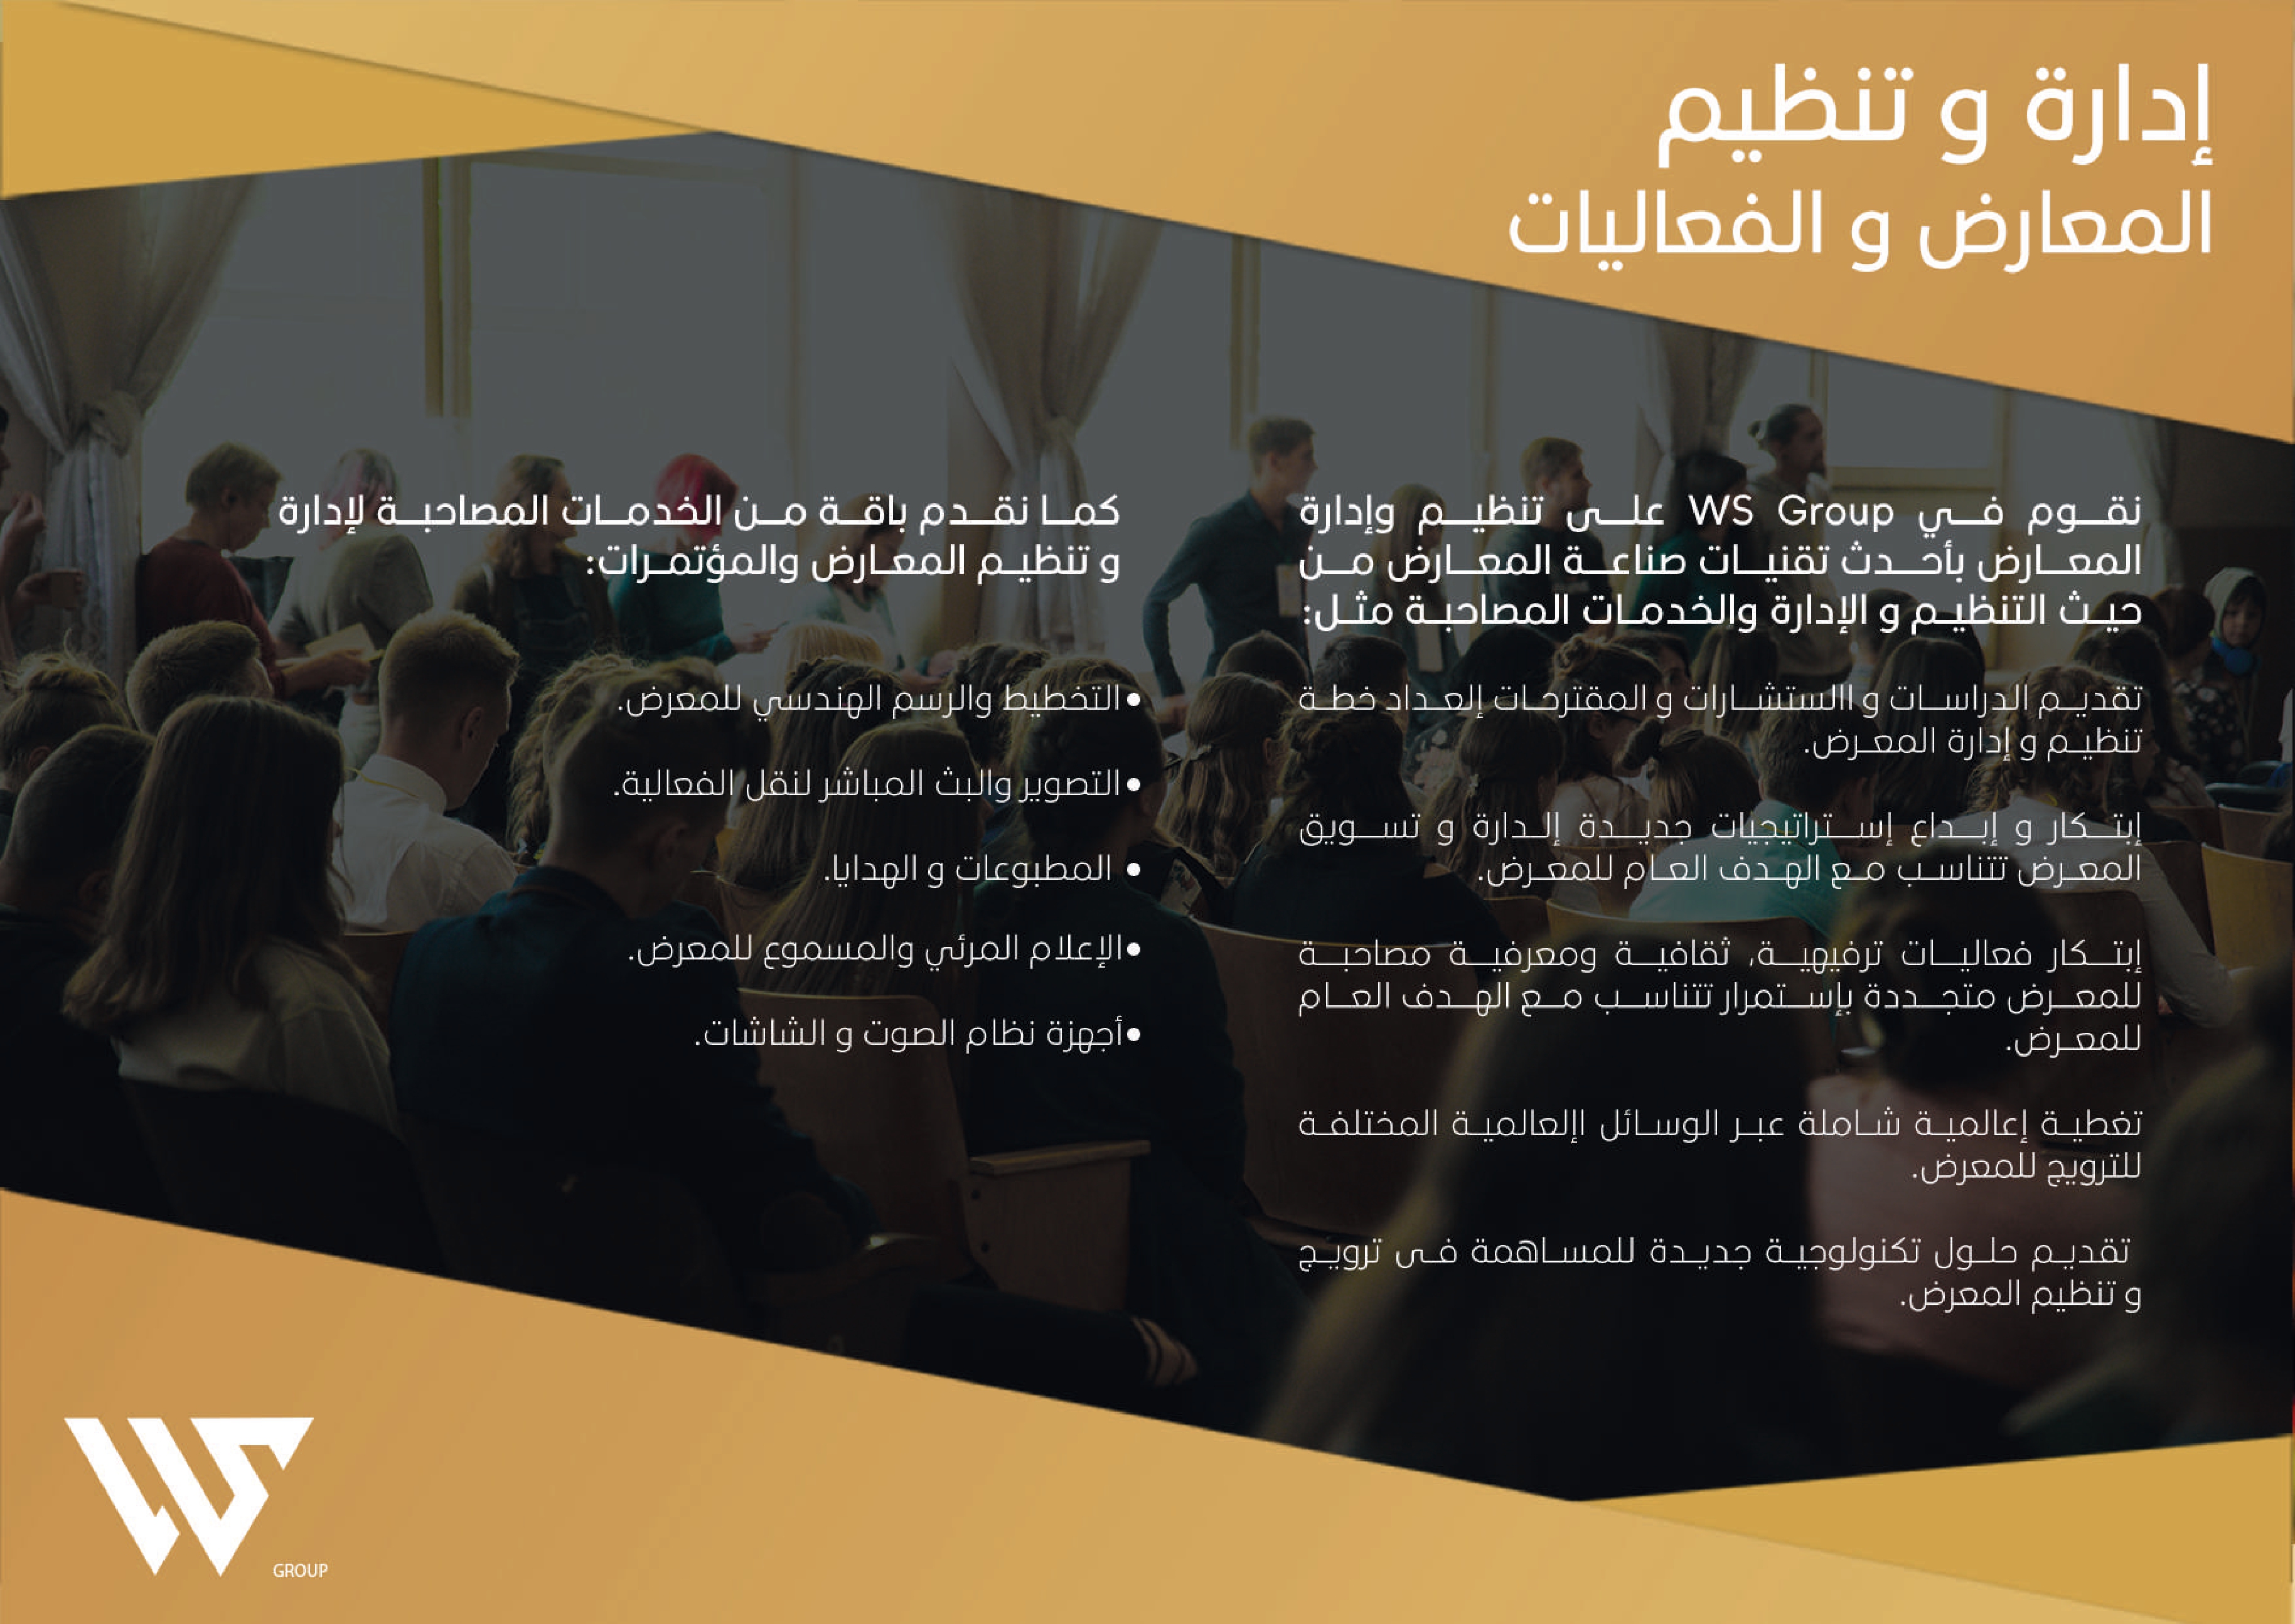 إدارة و تنظيم
المعارض و الفعاليات
نقوم في WS Group على تنظيم وإدارة
المعارض بأحدث تقنيات صناعة المعارض من
حيث التنظيم و الإدارة والخدمات المصاحبة مثل:
تقديم الدراسات و االستشارات و المقترحات إلعداد خطة
تنظيم و إدارة المعرض.
إبتكار و إبداع إستراتيجيات جديدة إلدارة و تسويق
المعرض تتناسب مع الهدف العام للمعرض.
إبتكار فعاليات ترفيهية، ثقافية ومعرفية مصاحبة
للمعرض متجددة بإستمرار تتناسب مع الهدف العام
للمعرض.
تغطية إعالمية شاملة عبر الوسائل اإلعالمية المختلفة
للترويج للمعرض.
تقديم حلول تكنولوجية جديدة للمساهمة فى ترويج
و تنظيم المعرض.
كما نقدم باقة من الخدمات المصاحبة لإدارة
و تنظيم المعارض والمؤتمرات:
•التخطيط والرسم الهندسي للمعرض.
•التصوير والبث المباشر لنقل الفعالية.
• المطبوعات و الهدايا.
•الإعلام المرئي والمسموع للمعرض.
•أجهزة نظام الصوت و الشاشات.
WS
GROUP